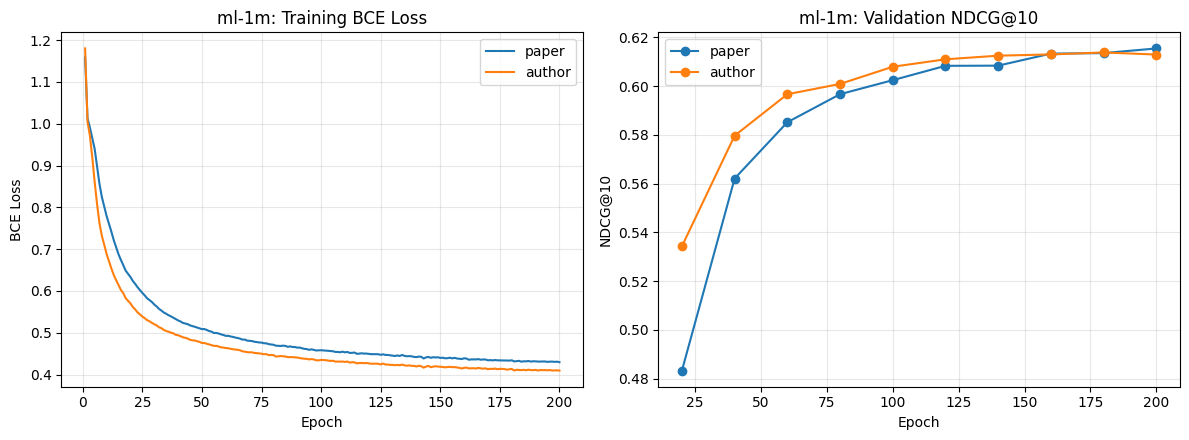 ml-1m: Training BCE Loss
BCE Loss
1.2
1.1
1.0
0.9
0.8
0.7
0.6
0.5
0.4
paper
author
0 25 50 75 100 125 150 175 200
Epoch
ml-1m: Validation NDCG@10
NDCG@10
0.62
0.60
0.58
0.56
0.54
0.52
0.50
0.48
paper
author
25 50 75 100 125 150 175 200
Epoch